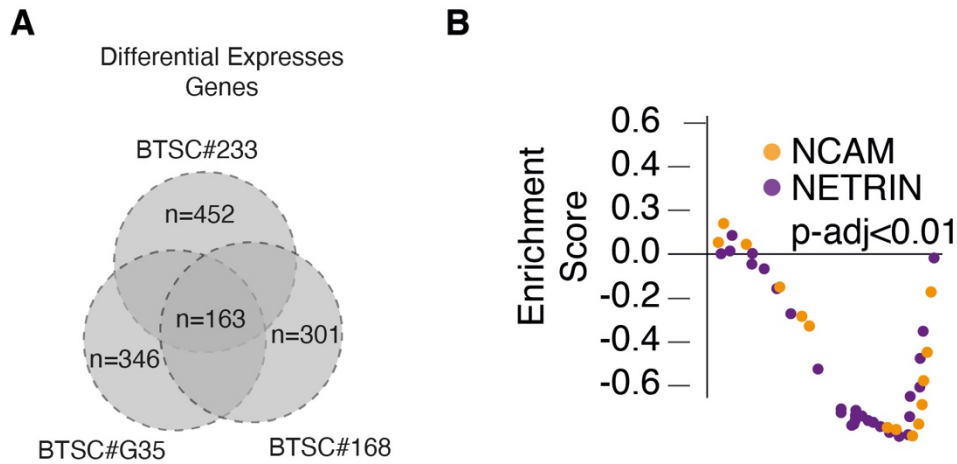 A
Differential Expresses
Genes
BTSC#233
n=452
n=163
n=301
n=346
BTSC#G35
BTSC#168
B
Enrichment
Score
0.6
0.4
0.3
0.0
-0.2
-0.4
-0.6
NCAM
NETRIN
p-adj<0.01